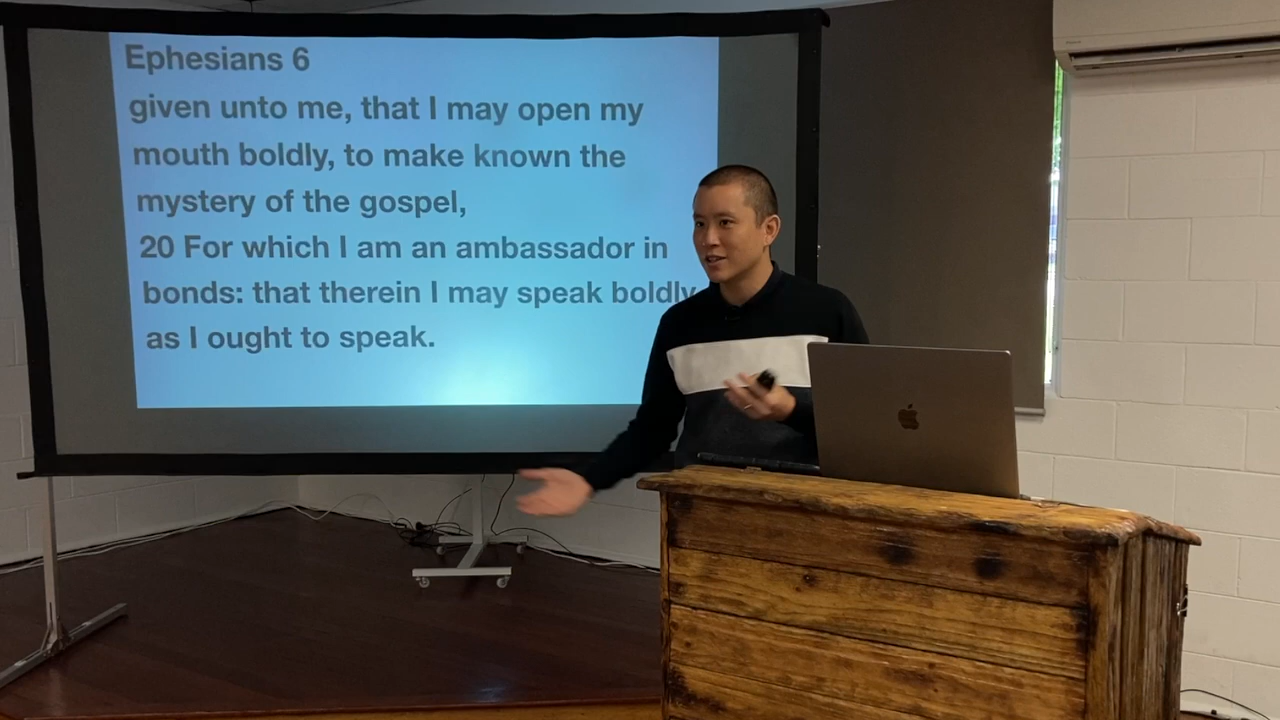 Ephesians 6
given unto me, that I may open my
mouth boldly, to make known the
mystery of the gospel,
20 For which I am an ambassador in
bonds: that therein I may speak boldly
as I ought to speak.